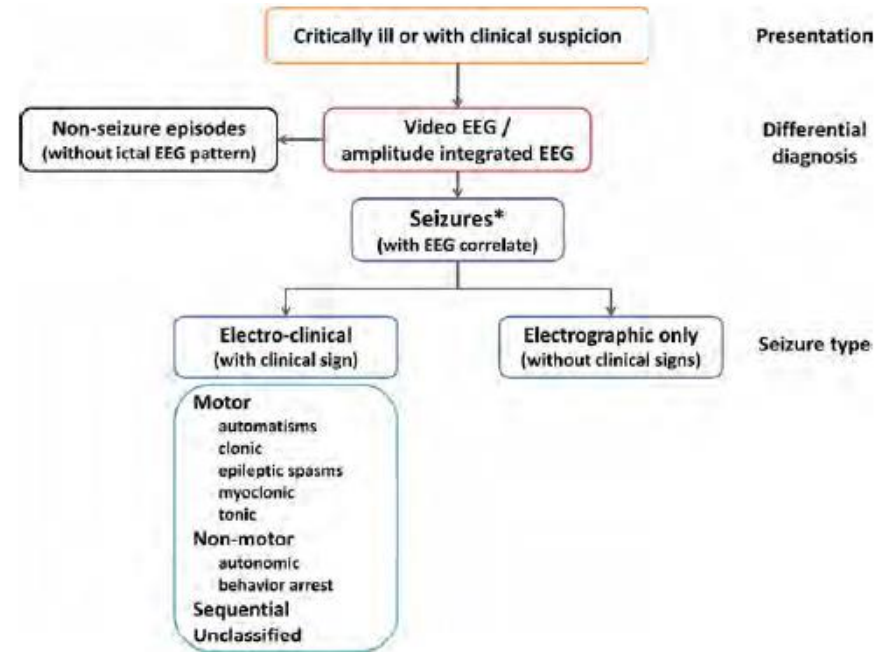 Critically ill or with clinical suspicion
Presentation
Non-seizure episodes
(without ictal EEG pattern)
Video EEG /
amplitude integrated EEG
Differential
diagnosis
Seizures*
(with EEG correlate)
Electro-clinical
(with clinical sign)
Electrographic only
(without clinical signs)
Seizure type
Motor
automatisms
clonic
epileptic spasms
myoclonic
tonic
Non-motor
autonomic
behavior arrest
Sequential
Unclassified